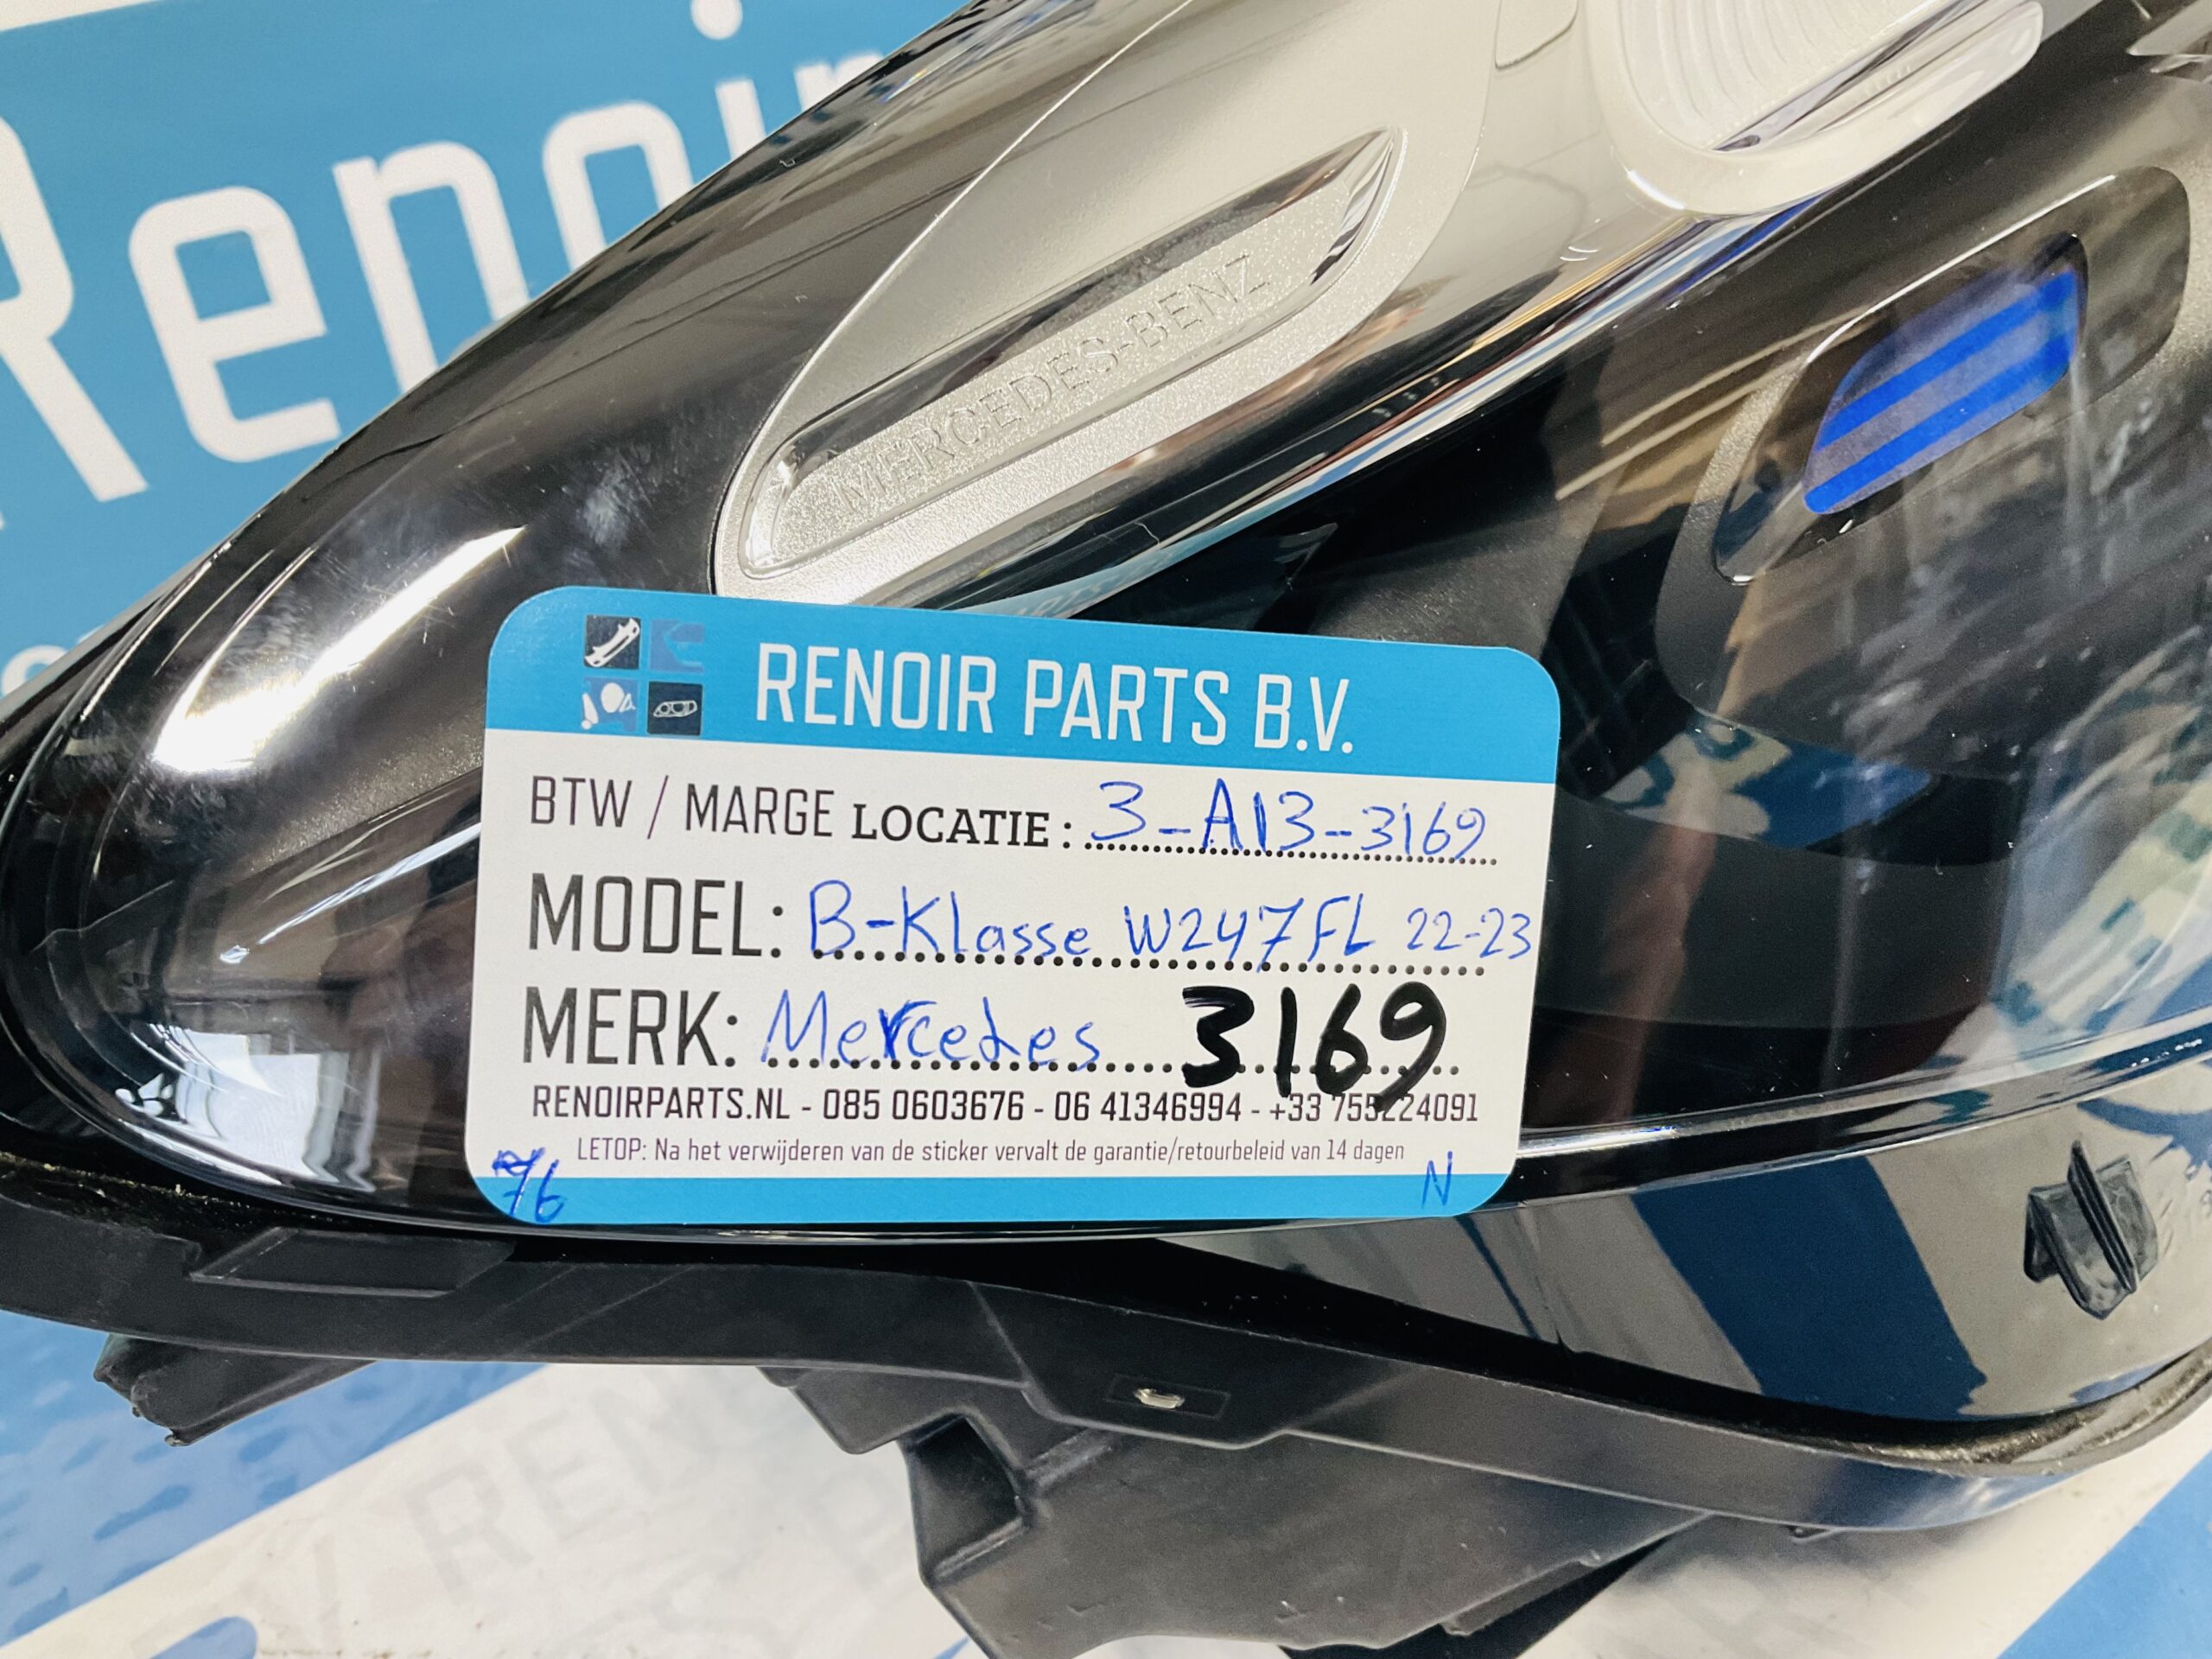 Renoir
MERCEDES-BENZ
RENOIR PARTS B.V.
BTW / MARGE LOCATIE: 3-A13-3169
MODEL: B-Klasse W247 FL 22-23
MERK: Mercedes 3169
RENOIRPARTS.NL - 085 0603676 - 06 41346994 - +33 755224091
LETOP: Na het verwijderen van de sticker vervalt de garantie/retourbeleid van 14 dagen
76 N